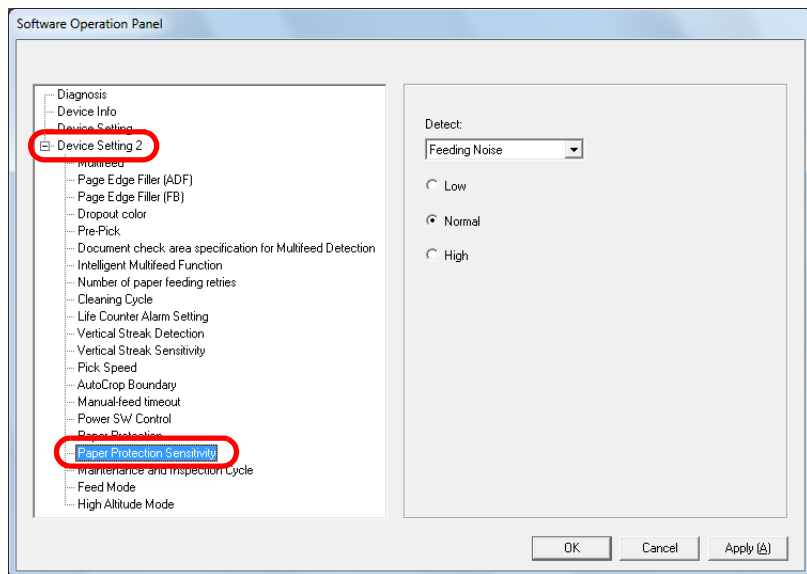 Software Operation Panel
Diagnosis
Device Info
Device Setting
Device Setting 2
Multifeed
Page Edge Filler (ADF)
Page Edge Filler (FB)
Dropout color
Pre-Pick
Document check area specification for Multifeed Detection
Intelligent Multifeed Function
Number of paper feeding retries
Cleaning Cycle
Life Counter Alarm Setting
Vertical Streak Detection
Vertical Streak Sensitivity
Pick Speed
AutoCrop Boundary
Manual-feed timeout
Power SW Control
Paper Protection
Paper Protection Sensitivity
Maintenance and Inspection Cycle
Feed Mode
High Altitude Mode
Detect:
Feeding Noise
Low
Normal
High
OK
Cancel
Apply (A)